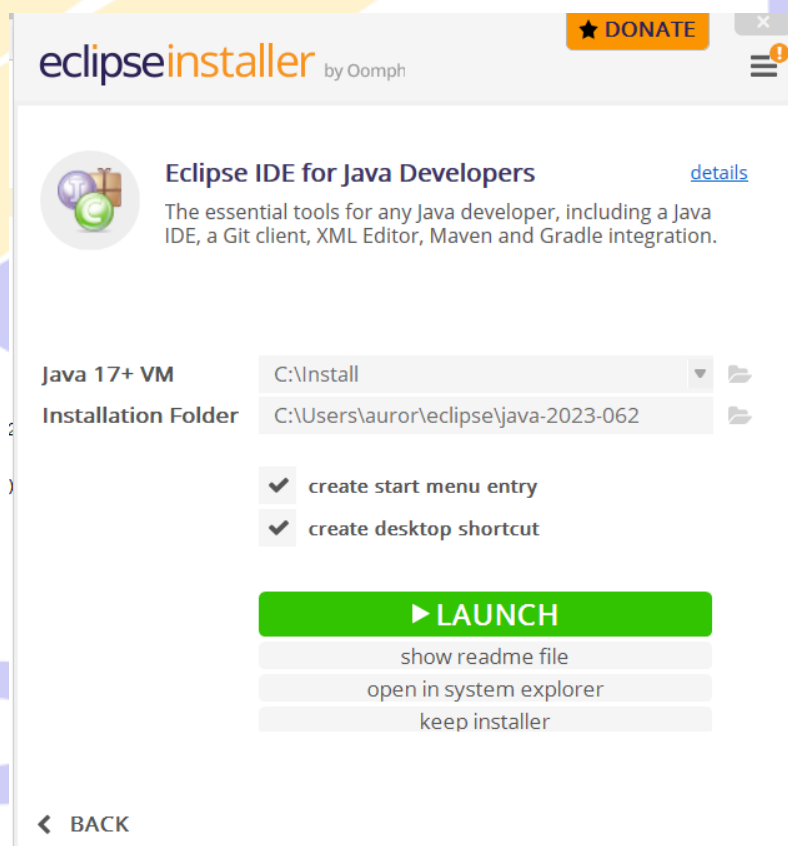 ★ DONATE
eclipseinstaller by Oomph
Eclipse IDE for Java Developers details
The essential tools for any Java developer, including a Java
IDE, a Git client, XML Editor, Maven and Gradle integration.
Java 17+ VM C:\Install
Installation Folder C:\Users\auror\eclipse\java-2023-062
create start menu entry
create desktop shortcut
LAUNCH
show readme file
open in system explorer
keep installer
BACK